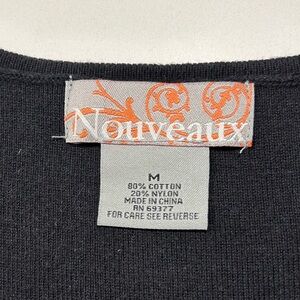 Nouveaux
M
80% COTTON
20% NYLON
MADE IN CHINA
RN 69377
FOR CARE SEE REVERSE